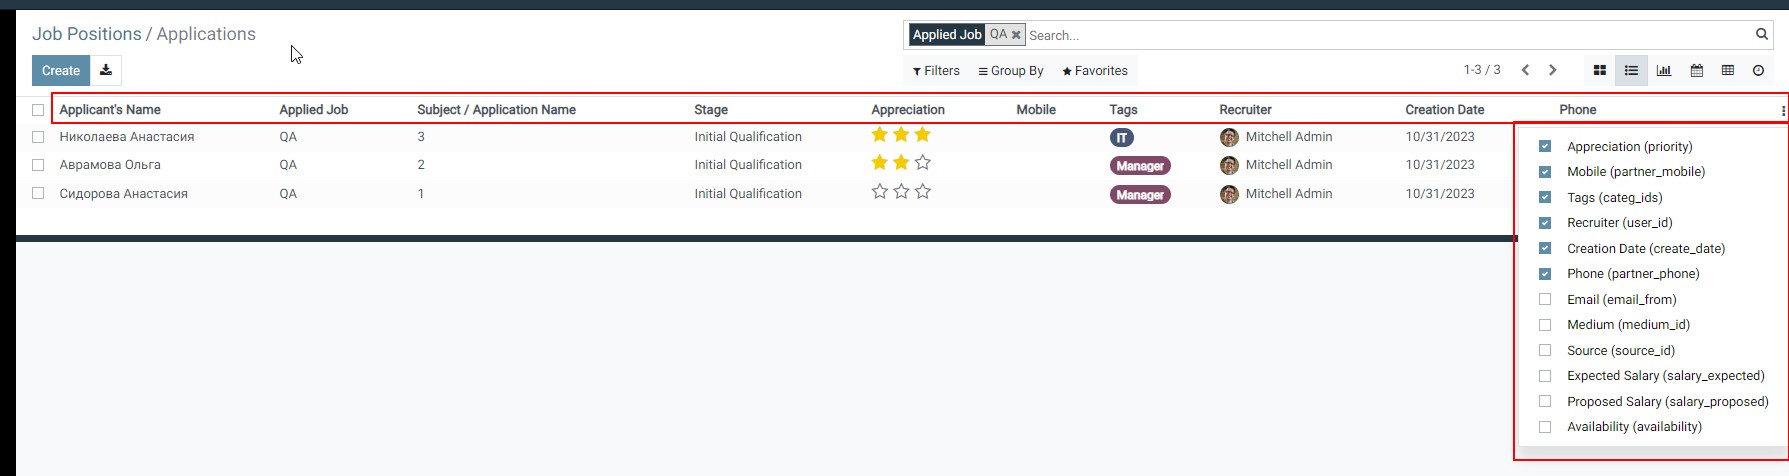 Job Positions / Applications
Applied Job QA Search...
Create
Filters Group By Favorites
1-3 / 3
Applicant's Name Applied Job Subject / Application Name Stage Appreciation Mobile Tags Recruiter Creation Date Phone
Николаева Анастасия QA 3 Initial Qualification IT Mitchell Admin 10/31/2023
Аврамова Ольга QA 2 Initial Qualification Manager Mitchell Admin 10/31/2023
Сидорова Анастасия QA 1 Initial Qualification Manager Mitchell Admin 10/31/2023
Appreciation (priority)
Mobile (partner_mobile)
Tags (categ_ids)
Recruiter (user_id)
Creation Date (create_date)
Phone (partner_phone)
Email (email_from)
Medium (medium_id)
Source (source_id)
Expected Salary (salary_expected)
Proposed Salary (salary_proposed)
Availability (availability)